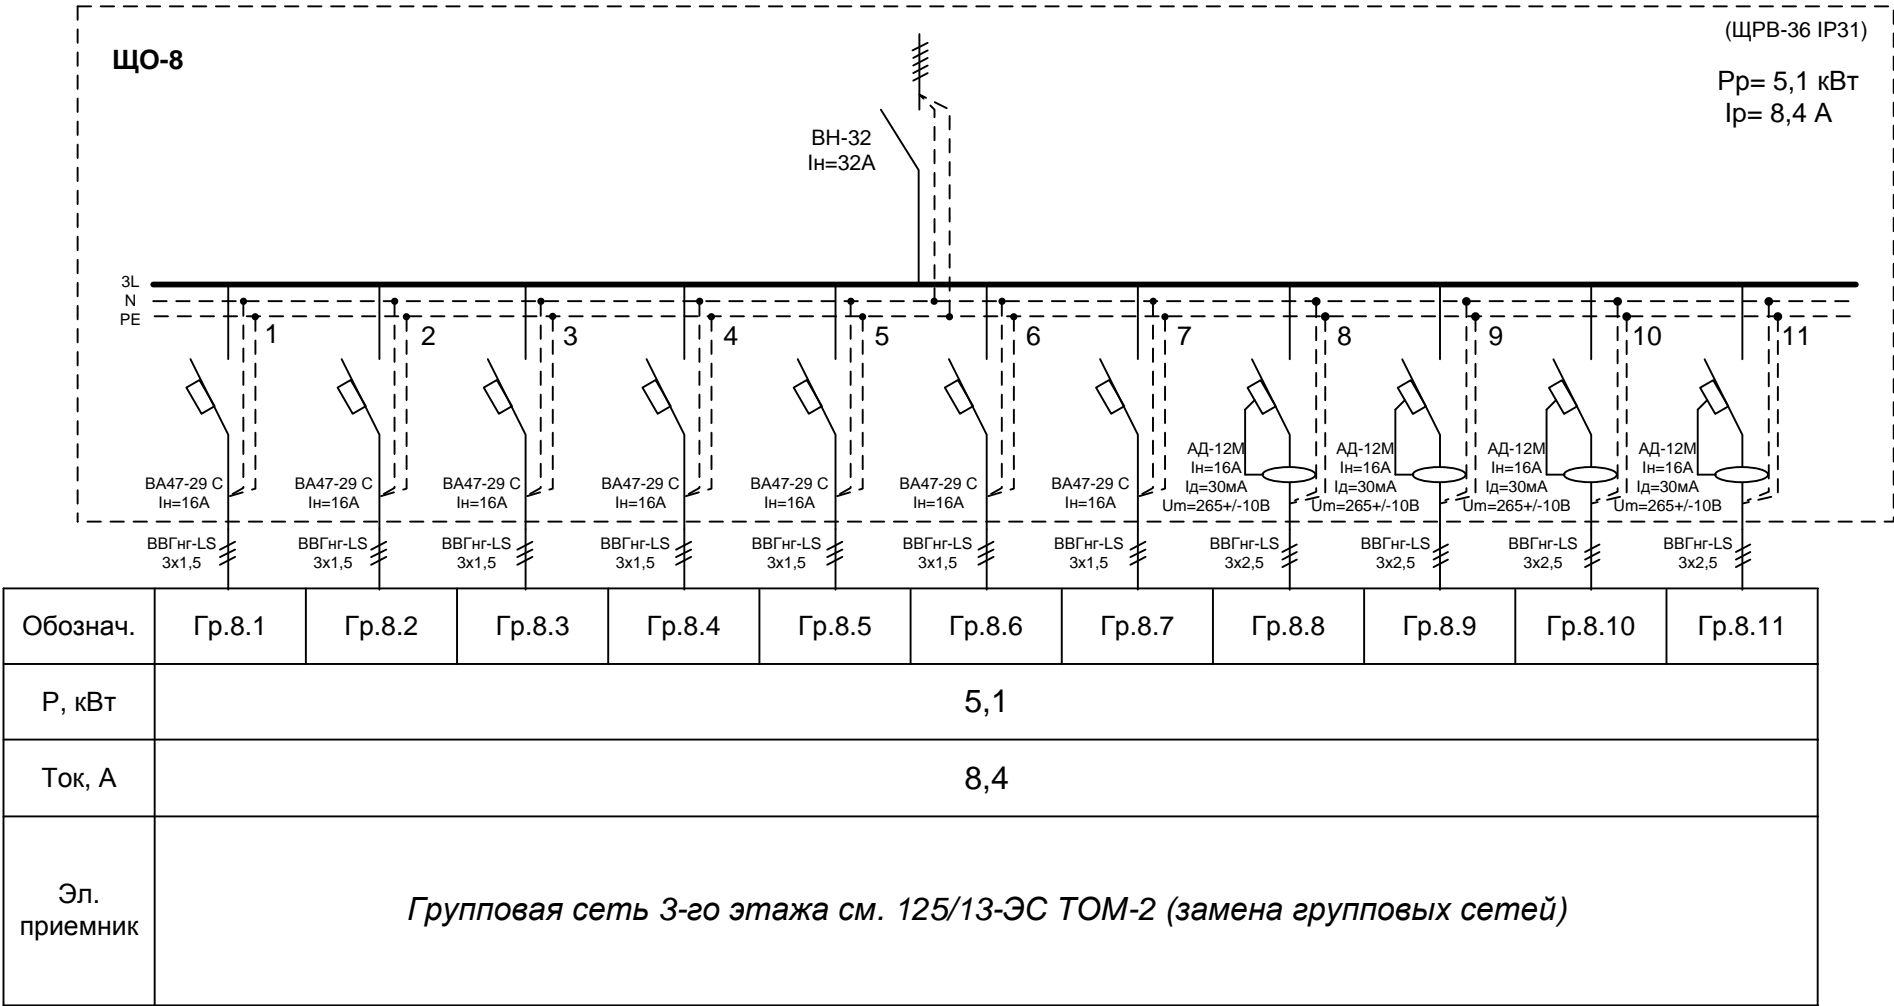 (ЩРВ-36 IP31)
ЩО-8
Рр= 5,1 кВт
Iр= 8,4 А
ВН-32
Iн=32А
3L
N
PE
1 2 3 4 5 6 7 8 9 10 11
ВА47-29 С
Iн=16А
ВА47-29 С
Iн=16А
ВА47-29 С
Iн=16А
ВА47-29 С
Iн=16А
ВА47-29 С
Iн=16А
ВА47-29 С
Iн=16А
ВА47-29 С
Iн=16А
АД-12М
Iн=16А
Iд=30мА
Um=265+/-10В
АД-12М
Iн=16А
Iд=30мА
Um=265+/-10В
АД-12М
Iн=16А
Iд=30мА
Um=265+/-10В
АД-12М
Iн=16А
Iд=30мА
Um=265+/-10В
ВВГнг-LS
3х1,5
ВВГнг-LS
3х1,5
ВВГнг-LS
3х1,5
ВВГнг-LS
3х1,5
ВВГнг-LS
3х1,5
ВВГнг-LS
3х1,5
ВВГнг-LS
3х1,5
ВВГнг-LS
3х2,5
ВВГнг-LS
3х2,5
ВВГнг-LS
3х2,5
ВВГнг-LS
3х2,5
Обознач. Гр.8.1 Гр.8.2 Гр.8.3 Гр.8.4 Гр.8.5 Гр.8.6 Гр.8.7 Гр.8.8 Гр.8.9 Гр.8.10 Гр.8.11
Р, кВт 5,1
Ток, А 8,4
Эл.
приемник
Групповая сеть 3-го этажа см. 125/13-ЭС ТОМ-2 (замена групповых сетей)